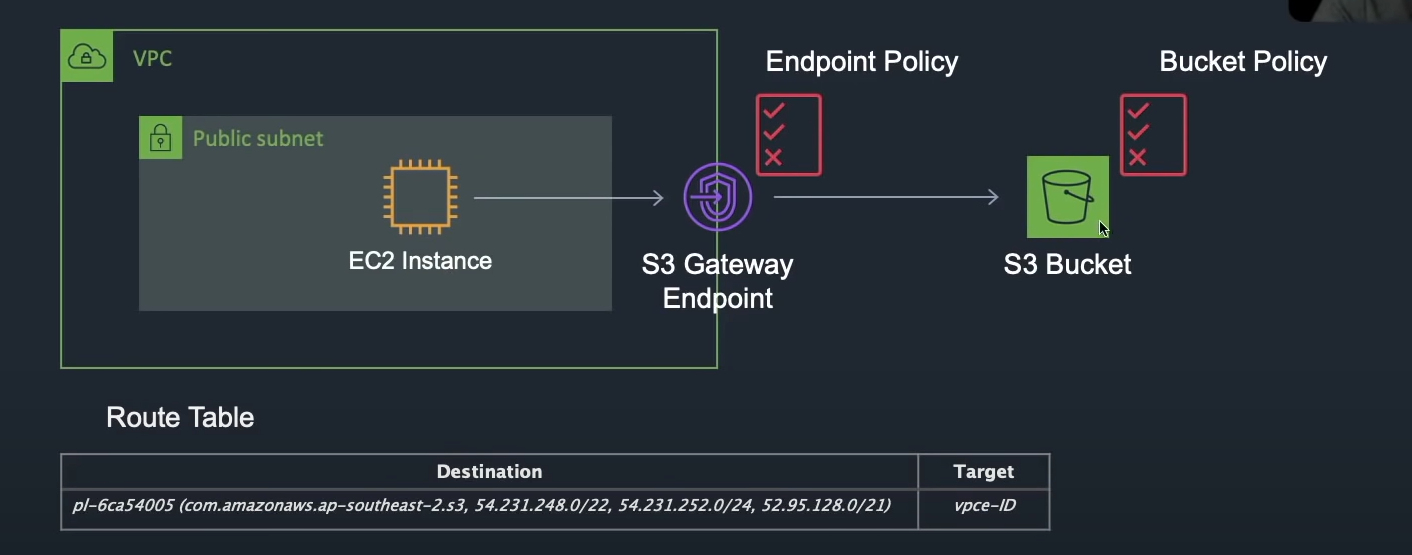 VPC
Endpoint Policy
Bucket Policy
Public subnet
EC2 Instance
S3 Gateway
Endpoint
S3 Bucket
Route Table
Destination Target
pl-6ca54005 (com.amazonaws.ap-southeast-2.s3, 54.231.248.0/22, 54.231.252.0/24, 52.95.128.0/21) vpce-ID